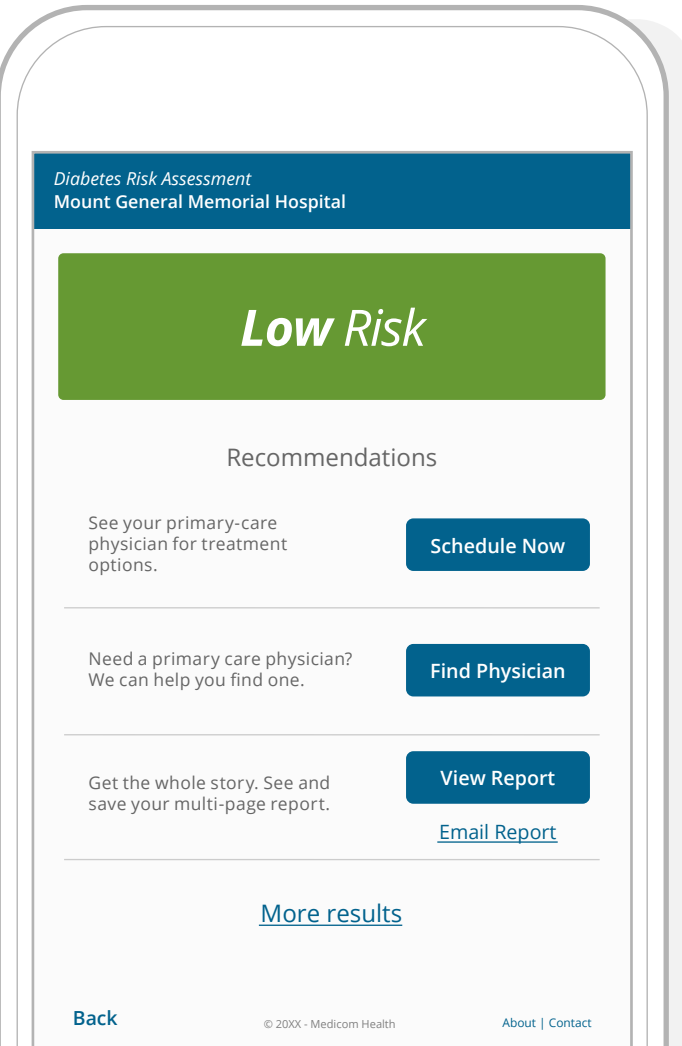 Diabetes Risk Assessment
Mount General Memorial Hospital
Low Risk
Recommendations
See your primary-care
physician for treatment
options.
Schedule Now
Need a primary care physician?
We can help you find one.
Find Physician
Get the whole story. See and
save your multi-page report.
View Report
Email Report
More results
Back
© 20XX - Medicom Health
About | Contact